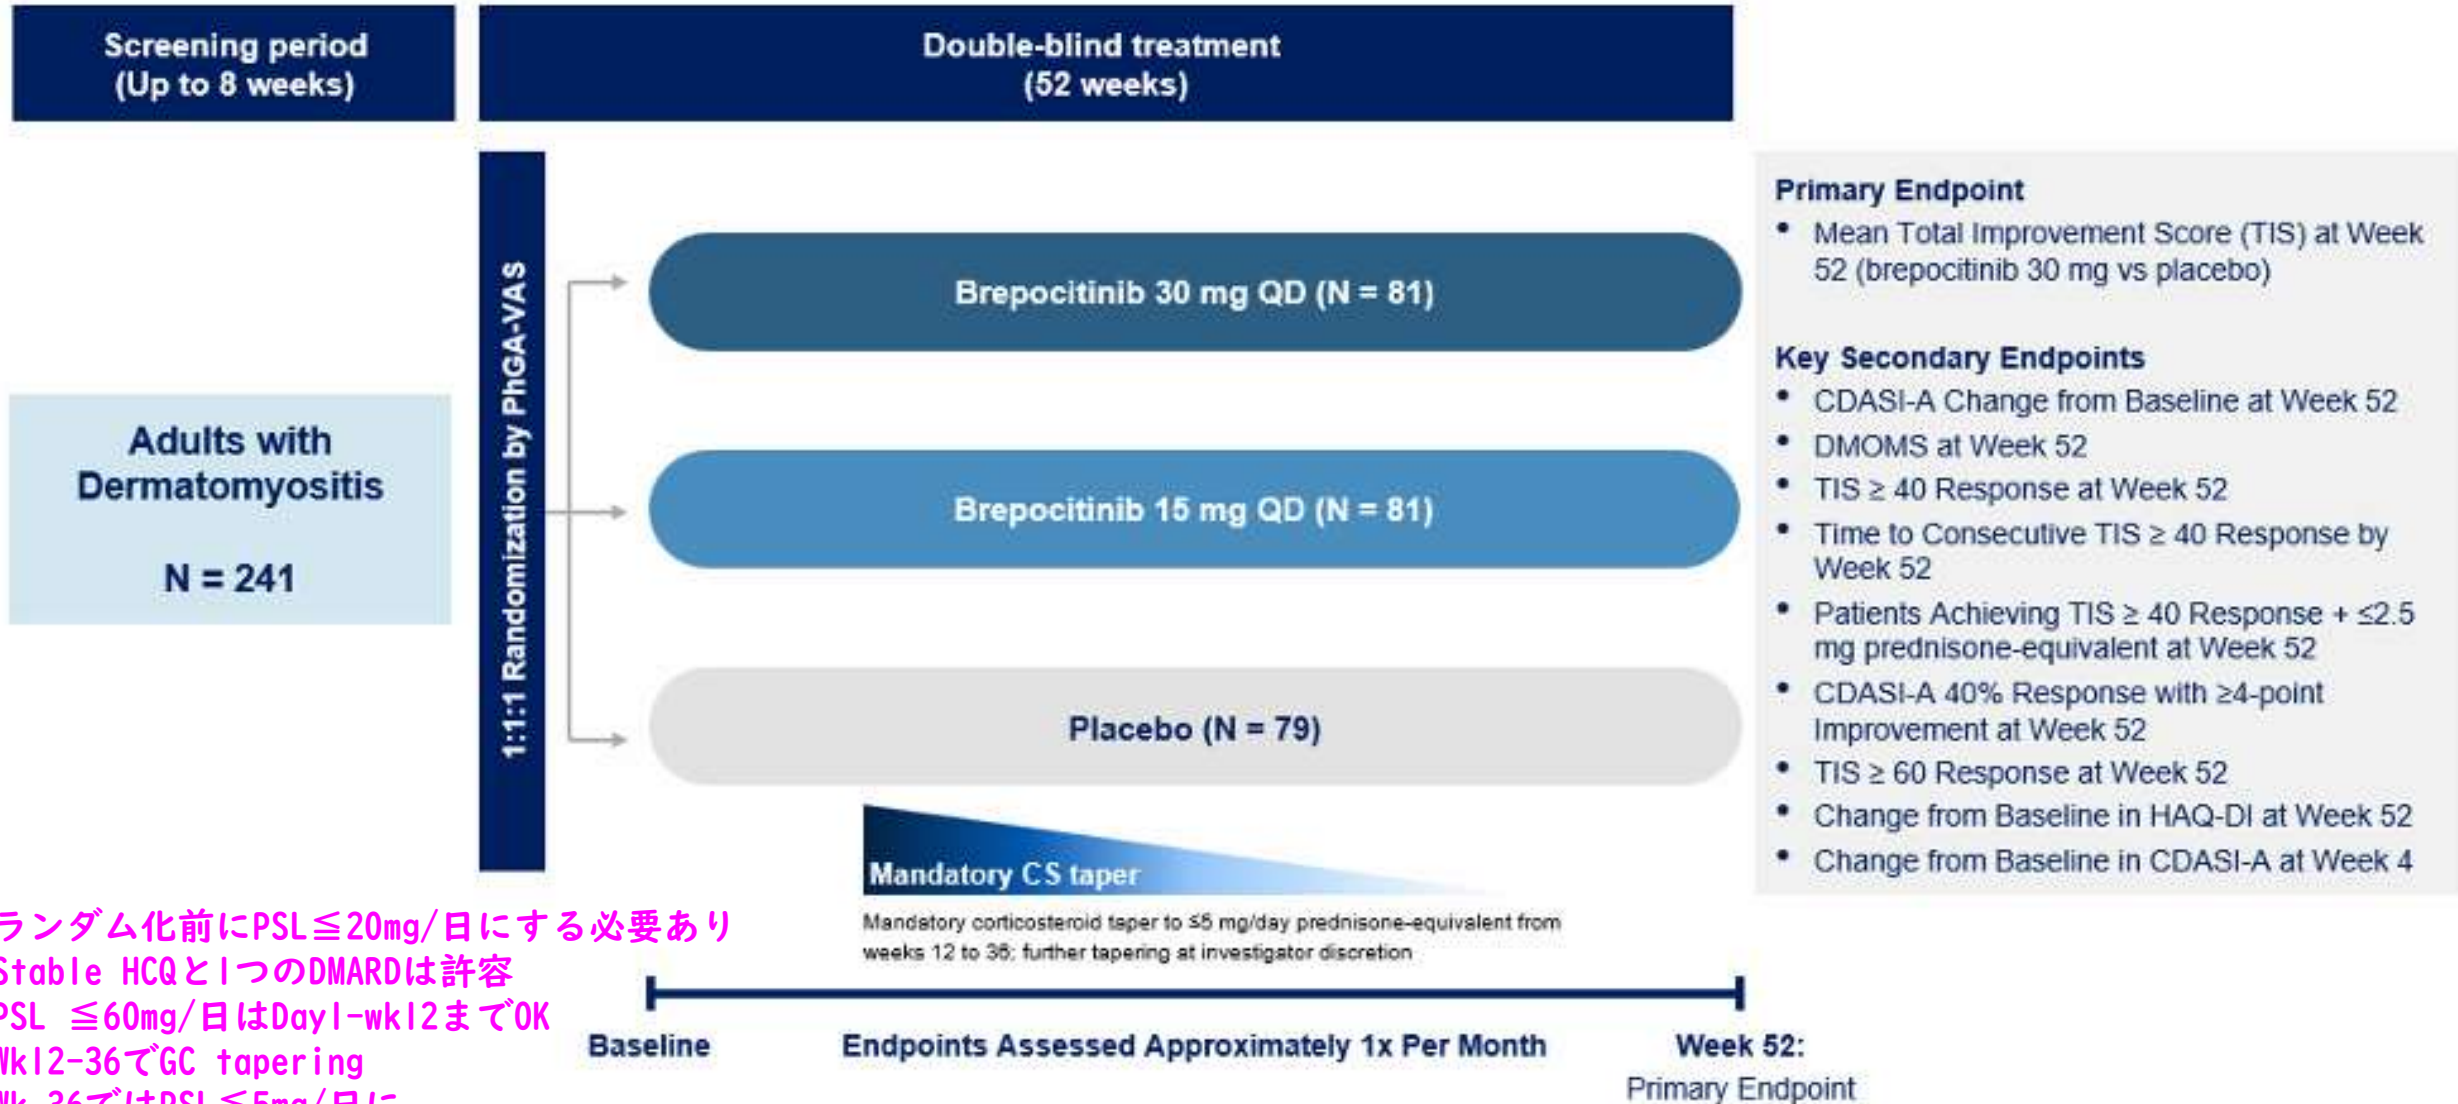 Screening period
(Up to 8 weeks)
Double-blind treatment
(52 weeks)
Adults with
Dermatomyositis
N = 241
1:1:1 Randomization by PhGA-VAS
Brepocitinib 30 mg QD (N = 81)
Brepocitinib 15 mg QD (N = 81)
Placebo (N = 79)
Mandatory CS taper
Mandatory corticosteroid taper to ≤5 mg/day prednisone-equivalent from
weeks 12 to 36; further tapering at investigator discretion
Baseline
Endpoints Assessed Approximately 1x Per Month
Week 52:
Primary Endpoint
Primary Endpoint
• Mean Total Improvement Score (TIS) at Week
52 (brepocitinib 30 mg vs placebo)
Key Secondary Endpoints
• CDASI-A Change from Baseline at Week 52
• DMOMS at Week 52
• TIS ≥ 40 Response at Week 52
• Time to Consecutive TIS ≥ 40 Response by
Week 52
• Patients Achieving TIS ≥ 40 Response + ≤2.5
mg prednisone-equivalent at Week 52
• CDASI-A 40% Response with ≥4-point
Improvement at Week 52
• TIS ≥ 60 Response at Week 52
• Change from Baseline in HAQ-DI at Week 52
• Change from Baseline in CDASI-A at Week 4
ランダム化前にPSL≦20mg/日にする必要あり
Stable HCQと1つのDMARDは許容
PSL ≦60mg/日はDay1-wk12までOK
Wk12-36でGC tapering
Wk 36ではPSL≦5mg/日に